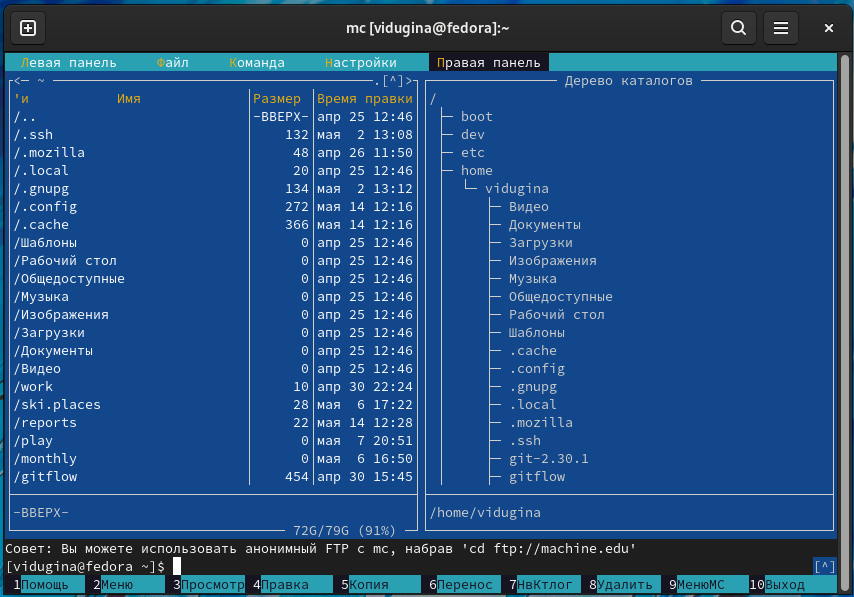 mc [vidugina@fedora]:~
Левая панель Файл Команда Настройки Правая панель
<─ ~ .[^]> Дерево каталогов
'и Имя Размер Время правки /
/.. -ВВЕРХ- апр 25 12:46 boot
/.ssh 132 мая 2 13:08 dev
/.mozilla 48 апр 26 11:50 etc
/.local 20 апр 25 12:46 home
/.gnupg 134 мая 2 13:12 vidugina
/.config 272 мая 14 12:16 Видео
/.cache 366 мая 14 12:16 Документы
/Шаблоны 0 апр 25 12:46 Загрузки
/Рабочий стол 0 апр 25 12:46 Изображения
/Общедоступные 0 апр 25 12:46 Музыка
/Музыка 0 апр 25 12:46 Общедоступные
/Изображения 0 апр 25 12:46 Рабочий стол
/Загрузки 0 апр 25 12:46 Шаблоны
/Документы 0 апр 25 12:46 .cache
/Видео 0 апр 25 12:46 .config
/work 10 апр 30 22:24 .gnupg
/ski.places 28 мая 6 17:22 .local
/reports 22 мая 14 12:28 .mozilla
/play 0 мая 7 20:51 .ssh
/monthly 0 мая 6 16:50 git-2.30.1
/gitflow 454 апр 30 15:45 gitflow
-ВВЕРХ- /home/vidugina
72G/79G (91%)
Совет: Вы можете использовать анонимный FTP с mc, набрав 'cd ftp://machine.edu'
[vidugina@fedora ~]$ [^]
1Помощь 2Меню 3Просмотр 4Правка 5Копия 6Перенос 7НвКтлог 8Удалить 9МенюMC 10Выход